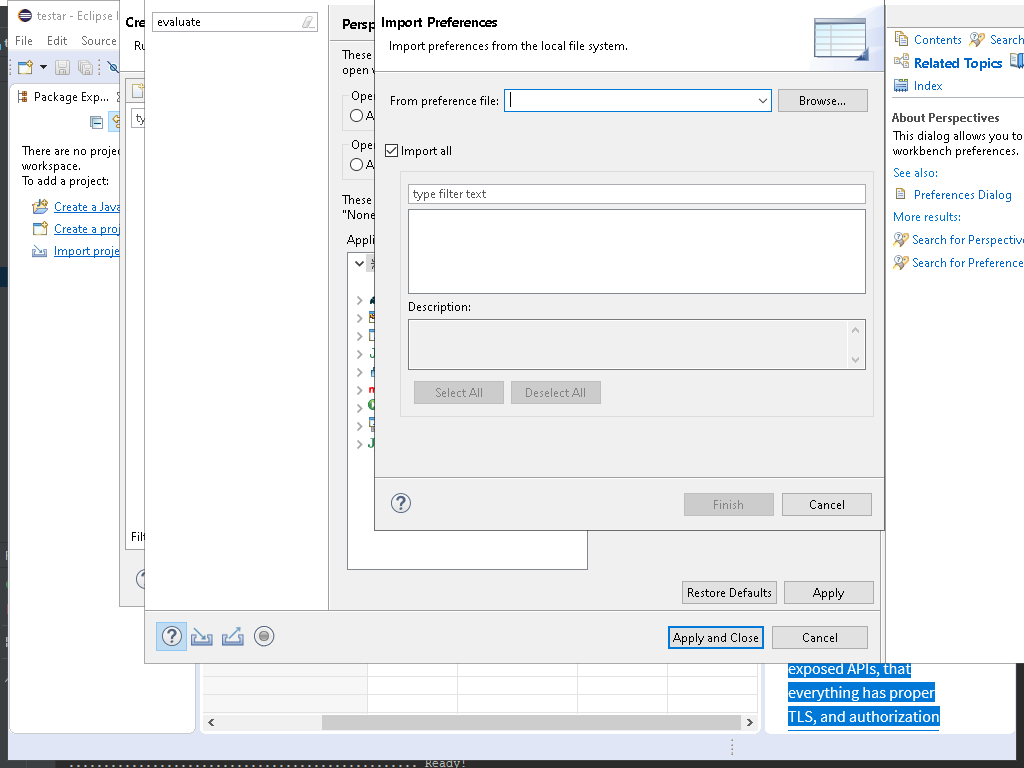 testar - Eclipse I
File Edit Source
Package Exp...
There are no proje
workspace.
To add a project:
Create a Java
Create a proj
Import proje
Cre
Ru
ty
Filt
evaluate
Persp
These
open v
Oper
A
Oper
A
These
"None
Appli
Import Preferences
Import preferences from the local file system.
From preference file:
Browse...
Import all
type filter text
Description:
Select All
Deselect All
Finish
Cancel
Restore Defaults
Apply
Apply and Close
Cancel
Contents
Search
Related Topics
Index
About Perspectives
This dialog allows you to
workbench preferences.
See also:
Preferences Dialog
More results:
Search for Perspective
Search for Preference
exposed APIs, that
everything has proper
TLS, and authorization
Ready!